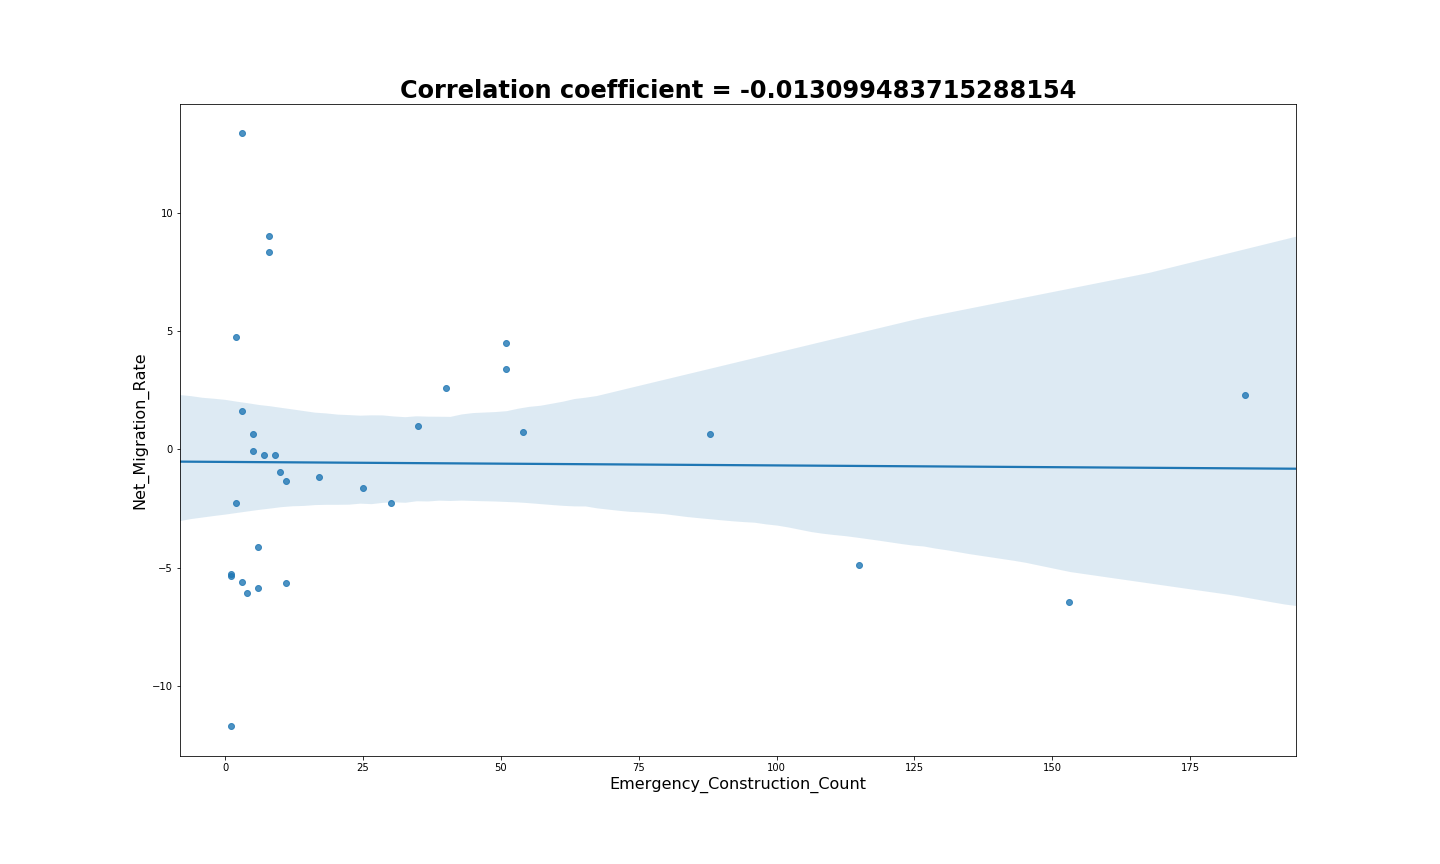 Correlation coefficient = -0.013099483715288154
10
5
0
−5
−10
Net_Migration_Rate
0 25 50 75 100 125 150 175
Emergency_Construction_Count